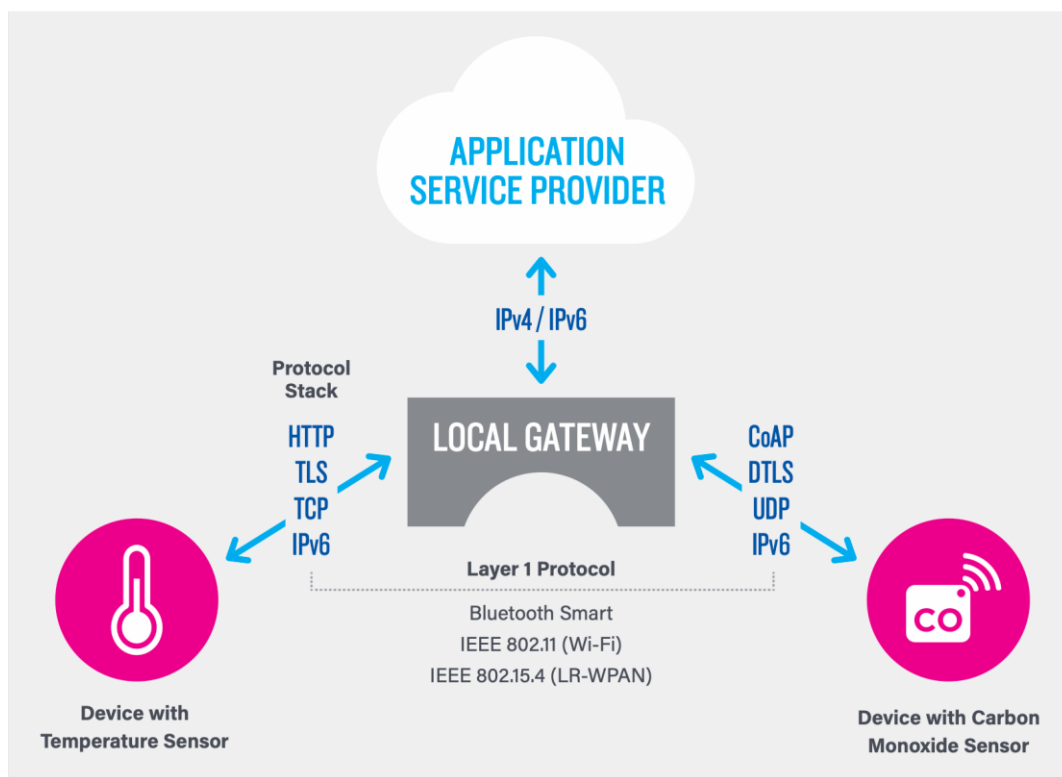 APPLICATION
SERVICE PROVIDER
IPv4 / IPv6
Protocol
Stack
HTTP
TLS
TCP
IPv6
LOCAL GATEWAY
CoAP
DTLS
UDP
IPv6
Layer 1 Protocol
Bluetooth Smart
IEEE 802.11 (Wi-Fi)
IEEE 802.15.4 (LR-WPAN)
CO
Device with
Temperature Sensor
Device with Carbon
Monoxide Sensor